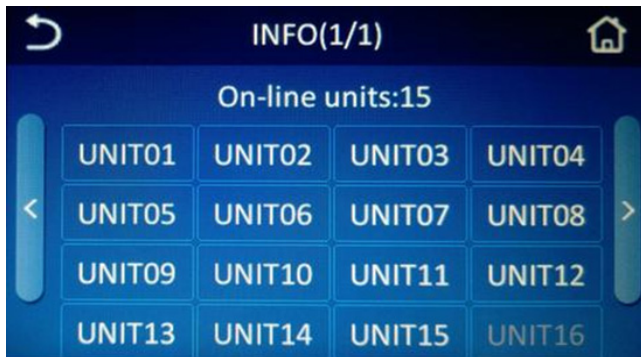 INFO(1/1)
On-line units:15
UNIT01 UNIT02 UNIT03 UNIT04
UNIT05 UNIT06 UNIT07 UNIT08
UNIT09 UNIT10 UNIT11 UNIT12
UNIT13 UNIT14 UNIT15 UNIT16